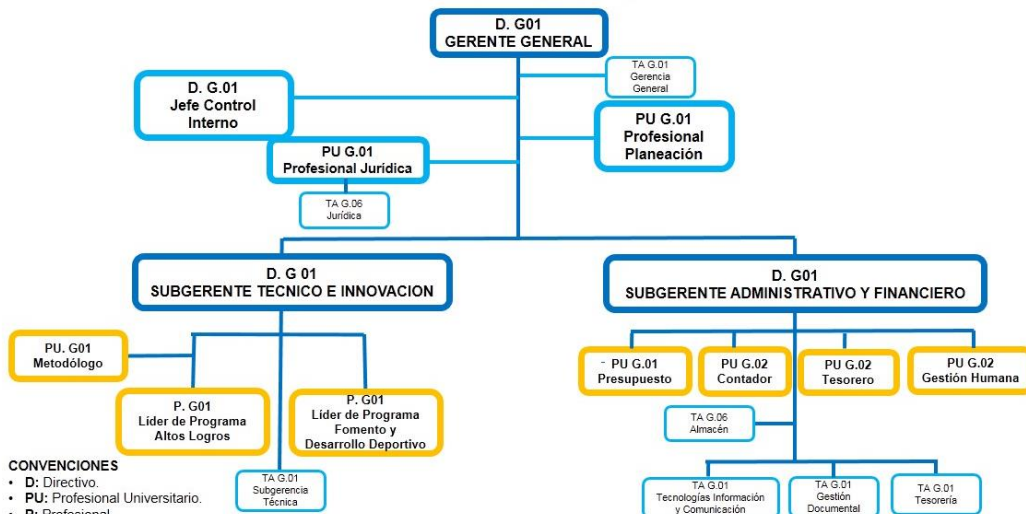 D. G01
GERENTE GENERAL
TA G.01
Gerencia
General
D. G.01
Jefe Control
Interno
PU G.01
Profesional
Planeación
PU G.01
Profesional Jurídica
TA G.06
Jurídica
D. G 01
SUBGERENTE TECNICO E INNOVACION
D. G01
SUBGERENTE ADMINISTRATIVO Y FINANCIERO
PU. G01
Metodólogo
P. G01
Líder de Programa
Altos Logros
P. G01
Líder de Programa
Fomento y
Desarrollo Deportivo
TA G.01
Subgerencia
Técnica
- PU G.01
Presupuesto
PU G.02
Contador
PU G.02
Tesorero
PU G.02
Gestión Humana
TA G.06
Almacén
TA G.01
Tecnologías Información
y Comunicación
TA G.01
Gestión
Documental
TA G.01
Tesorería
CONVENCIONES
• D: Directivo.
• PU: Profesional Universitario.
• P: Profesional